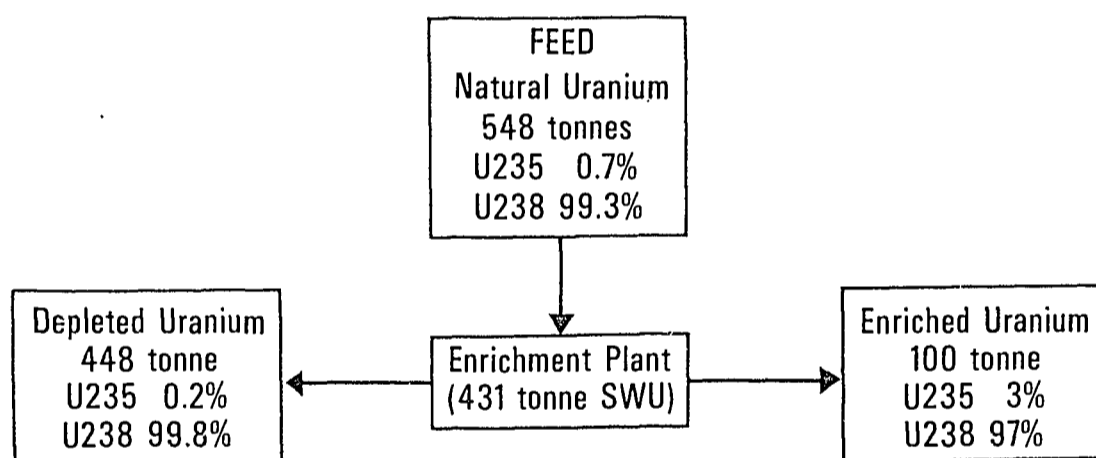 FEED
Natural Uranium
548 tonnes
U235 0.7%
U238 99.3%
Depleted Uranium
448 tonne
U235 0.2%
U238 99.8%
Enrichment Plant
(431 tonne SWU)
Enriched Uranium
100 tonne
U235 3%
U238 97%